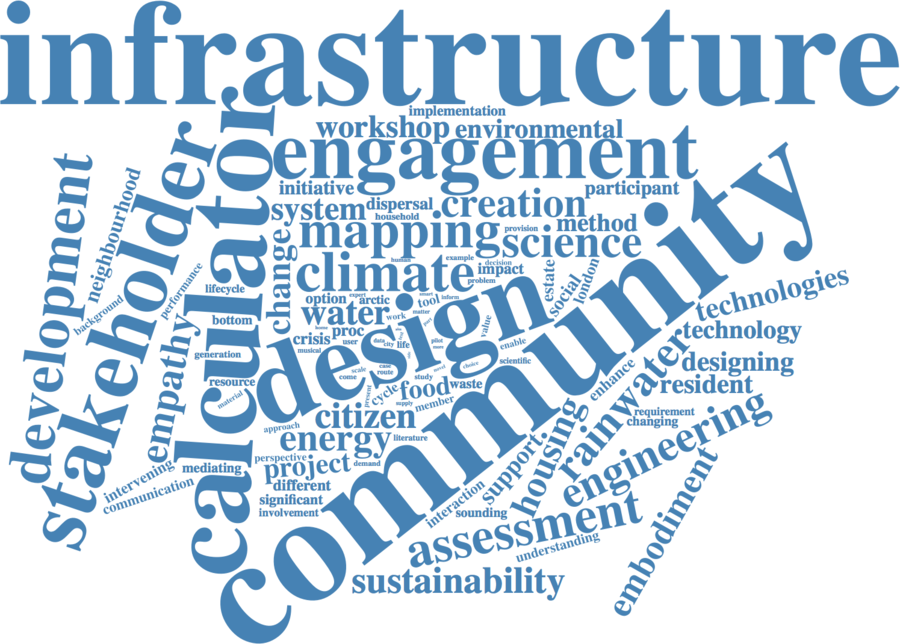 infrastructure
implementation
workshop
environmental
engagement
initiative
participant
system
dispersal
creation
household
mapping
provision
method
science
climate
human
example
decision
impact
problem
estate
social
london
change
option
expert
arctic
smart
tool
inform
water
work
matter
crisis
proc
user
musical
design
value
enable
data
city
life
pilot
scientific
choice
novel
case
route
scale
come
study
present
cycle
food
waste
supply
member
citizen
approach
energy
literature
perspective
project
demand
different
significant
involvement
calculator
stakeholder
development
neighbourhood
background
performance
lifecycle
bottom
empathy
generation
resource
material
mediating
intervening
communication
community
technologies
technology
designing
resident
rainwater
enhance
requirement
changing
housing
support
engineering
interaction
sounding
assessment
understanding
embodiment
sustainability